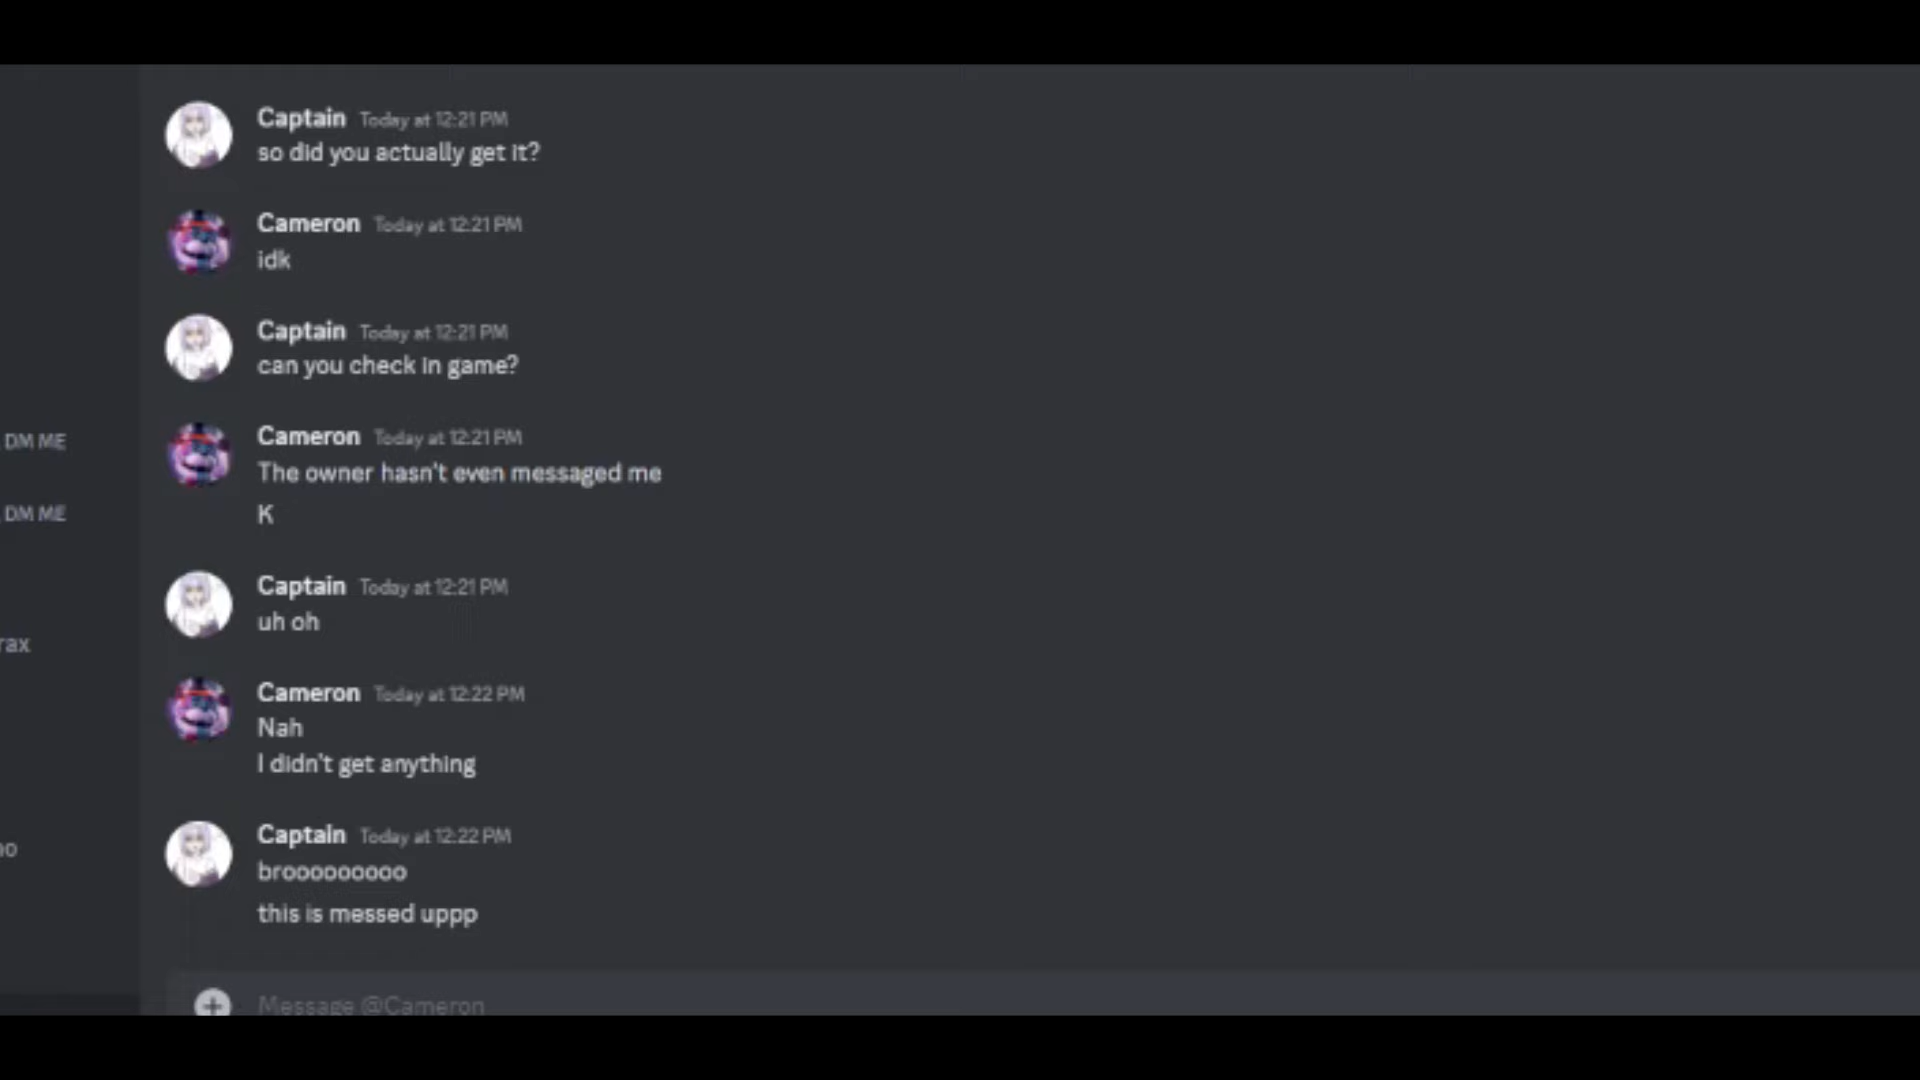 Captain Today at 12:21 PM
so did you actually get it?
Cameron Today at 12:21 PM
idk
Captain Today at 12:21 PM
can you check in game?
Cameron Today at 12:21 PM
DM ME
The owner hasn't even messaged me
DM ME
K
Captain Today at 12:21 PM
uh oh
rax
Cameron Today at 12:22 PM
Nah
I didn't get anything
Captain Today at 12:22 PM
brooooooooo
this is messed uppp
Message @Cameron